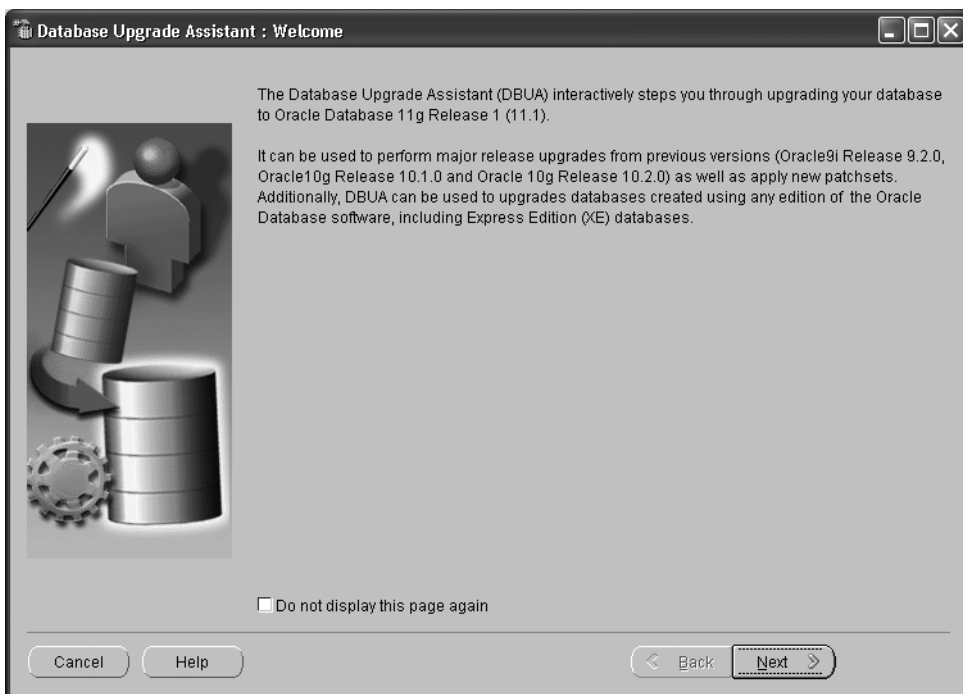 Database Upgrade Assistant : Welcome
The Database Upgrade Assistant (DBUA) interactively steps you through upgrading your database
to Oracle Database 11g Release 1 (11.1).
It can be used to perform major release upgrades from previous versions (Oracle9i Release 9.2.0,
Oracle10g Release 10.1.0 and Oracle 10g Release 10.2.0) as well as apply new patchsets.
Additionally, DBUA can be used to upgrades databases created using any edition of the Oracle
Database software, including Express Edition (XE) databases.
Do not display this page again
Cancel Help Back Next